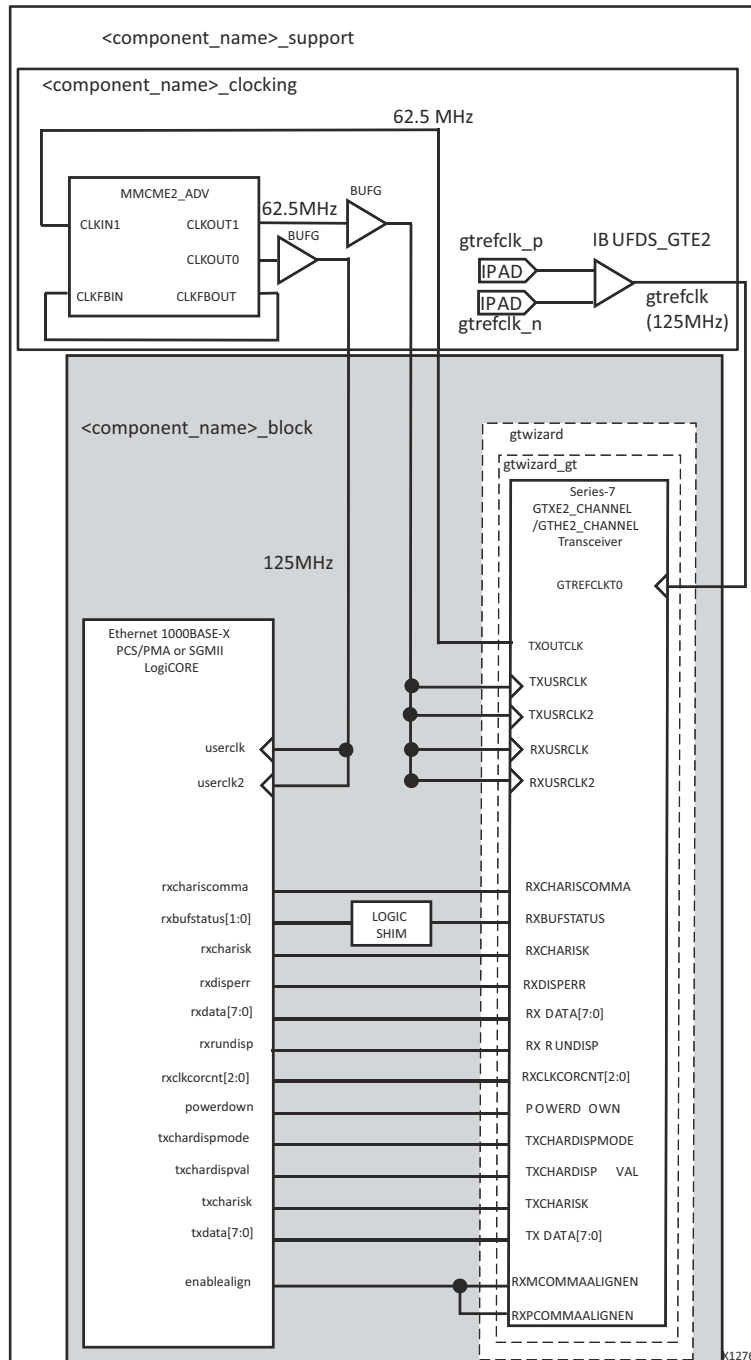 <component_name>_support
<component_name>_clocking
62.5 MHz
MMCME2_ADV
CLKIN1
CLKOUT1
CLKOUT0
CLKFBIN
CLKFBOUT
62.5MHz
BUFG
BUFG
gtrefclk_p
IPAD
IPAD
gtrefclk_n
IBUFDS_GTE2
gtrefclk
(125MHz)
<component_name>_block
gtwizard
gtwizard_gt
Series-7
GTXE2_CHANNEL
/GTHE2_CHANNEL
Transceiver
GTREFCLKT0
125MHz
Ethernet 1000BASE-X
PCS/PMA or SGMII
LogiCORE
TXOUTCLK
TXUSRCLK
TXUSRCLK2
userclk
RXUSRCLK
userclk2
RXUSRCLK2
rxchariscomma
RXCHARISCOMMA
rxbufstatus[1:0]
LOGIC
SHIM
RXBUFSTATUS
rxcharisk
RXCHARISK
rxdisperr
RXDISPERR
rxdata[7:0]
RX DATA[7:0]
rxrundisp
RX RUNDISP
rxclkcorcnt[2:0]
RXCLKCORCNT[2:0]
powerdown
POWERD OWN
txchardispmode
TXCHARDISPMODE
txchardispval
TXCHARDISP VAL
txcharisk
TXCHARISK
txdata[7:0]
TX DATA[7:0]
enablealign
RXMCOMMAALIGNEN
RXPCOMMAALIGNEN
X1276